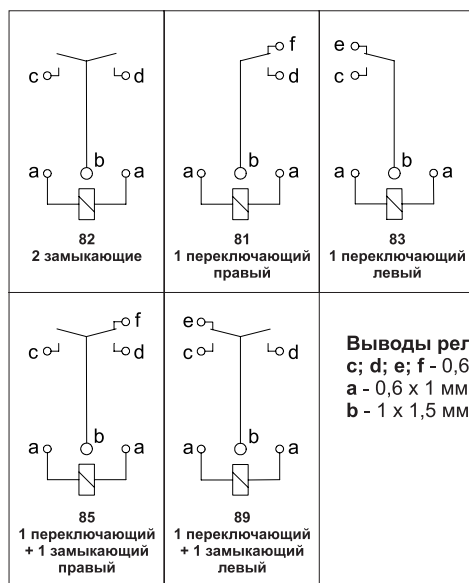 f
e
c
d
d
c
a
b
a
a
b
a
a
b
a
82
2 замыкающие
81
1 переключающий
правый
83
1 переключающий
левый
f
e
c
d
c
d
a
b
a
a
b
a
85
1 переключающий
+ 1 замыкающий
правый
89
1 переключающий
+ 1 замыкающий
левый
Выводы
c; d; e; f - 0,6
a - 0,6 x 1 мм
b - 1 x 1,5 мм